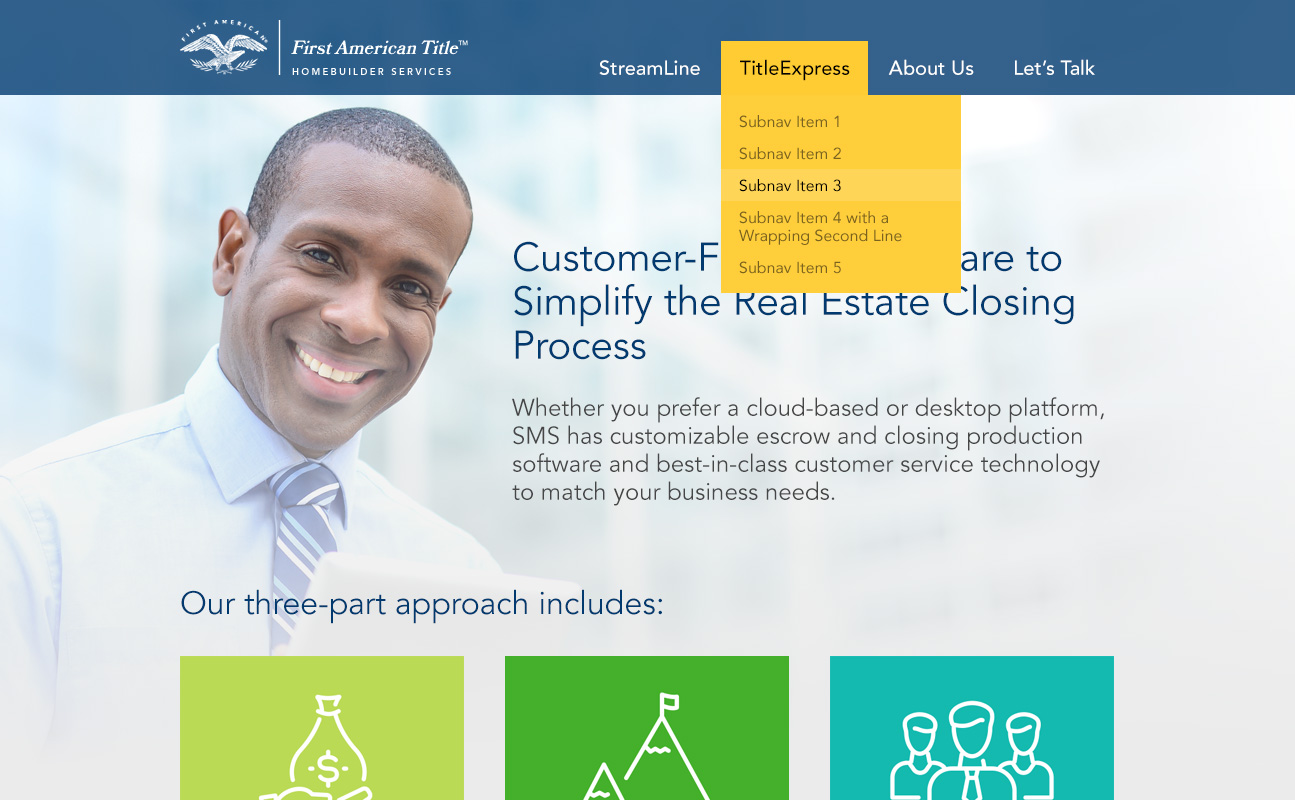 FIRST AMERICAN
First American Title™
HOMEBUILDER SERVICES
StreamLine
TitleExpress
About Us
Let's Talk
Subnav Item 1
Subnav Item 2
Subnav Item 3
Subnav Item 4 with a
Wrapping Second Line
Subnav Item 5
Customer-F are to
Simplify the Real Estate Closing
Process
Whether you prefer a cloud-based or desktop platform,
SMS has customizable escrow and closing production
software and best-in-class customer service technology
to match your business needs.
Our three-part approach includes:
$